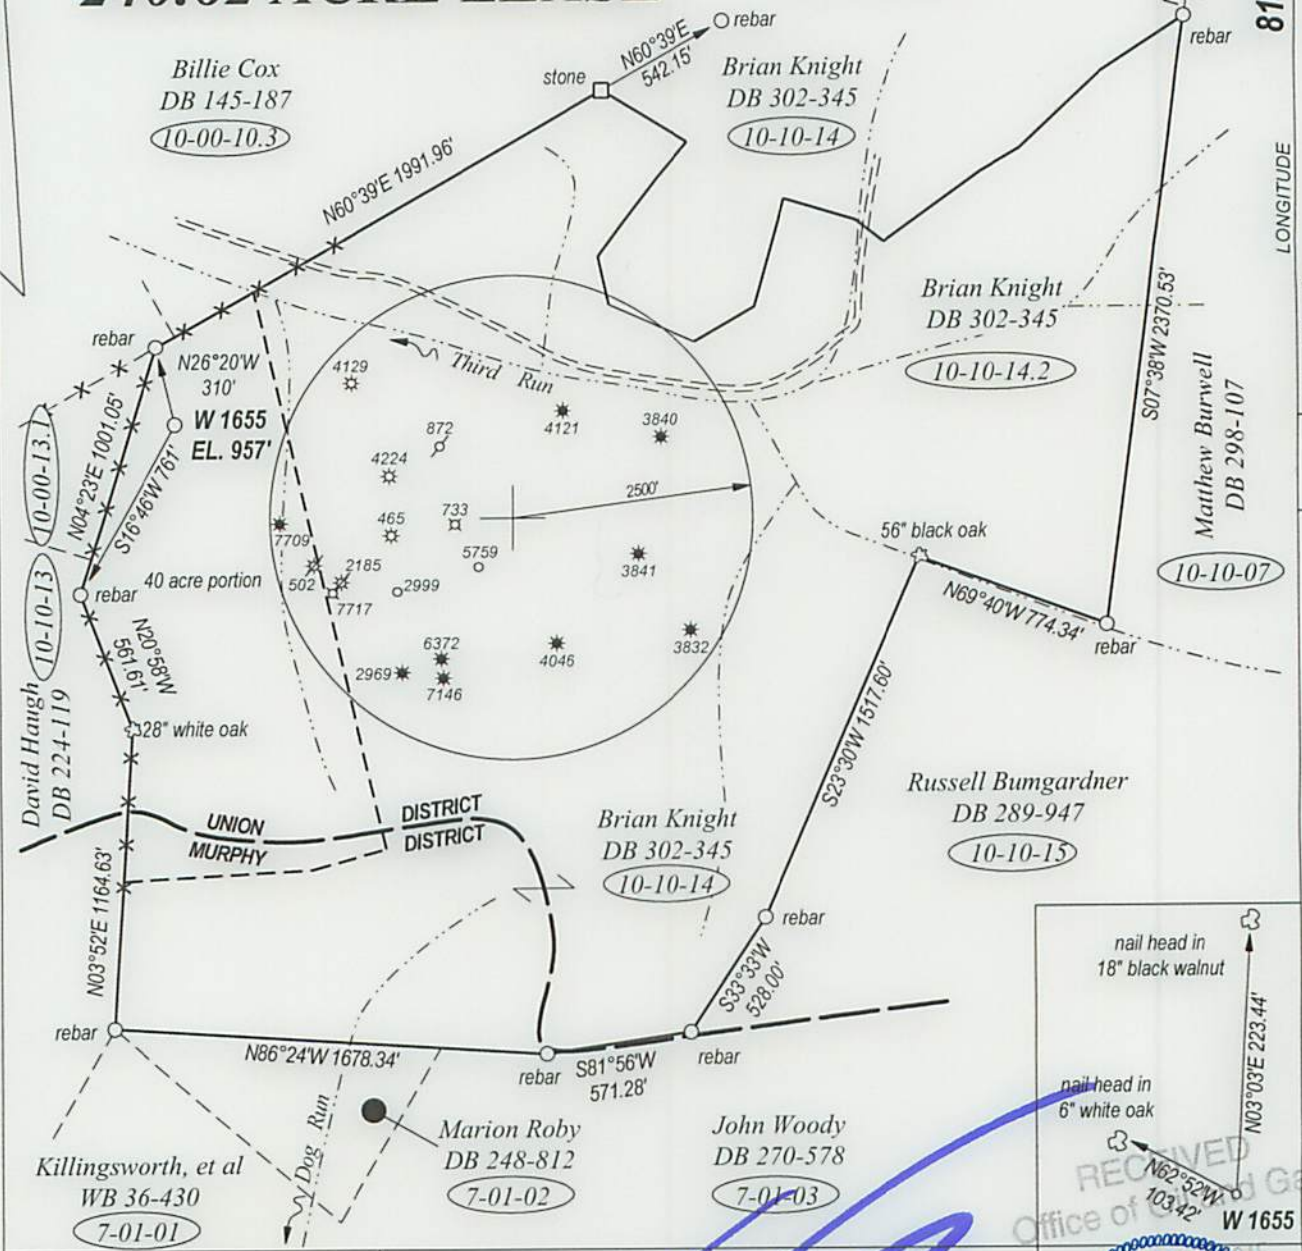 240.62 ACRE LEASE
81
LONGITUDE
rebar
N60°39'E
542.15'
stone
rebar
Billie Cox
DB 145-187
10-00-10.3
Brian Knight
DB 302-345
10-10-14
N60°39'E 1991.96'
Brian Knight
DB 302-345
10-10-14.2
S07°38'W 2370.53'
Matthew Burwell
DB 298-107
10-10-07
rebar
N26°20'W
310'
W 1655
EL. 957'
Third Run
4129
872
4121
3840
4224
2500'
465
733
7709
5759
3841
502
2185
2999
7717
56" black oak
N69°40'W 774.34'
rebar
10-00-13.1
N04°23'E 1001.05'
S16°46'W 761'
rebar
40 acre portion
10-10-13
N20°58'W
561.61'
6372
2969
7146
4046
3832
David Haugh
DB 224-119
28" white oak
S23°30'W 1517.60'
Russell Bumgardner
DB 289-947
10-10-15
UNION
DISTRICT
MURPHY
DISTRICT
Brian Knight
DB 302-345
10-10-14
N03°52'E 1164.63'
rebar
S33°33'W
528.00'
nail head in
18" black walnut
N03°03'E 223.44'
nail head in
6" white oak
N62°52'W
103.42'
W 1655
rebar
N86°24'W 1678.34'
rebar
S81°56'W
571.28'
rebar
Dog Run
Marion Roby
DB 248-812
7-01-02
John Woody
DB 270-578
7-01-03
Killingsworth, et al
WB 36-430
7-01-01
RECEIVED
Office of Oil and Ga